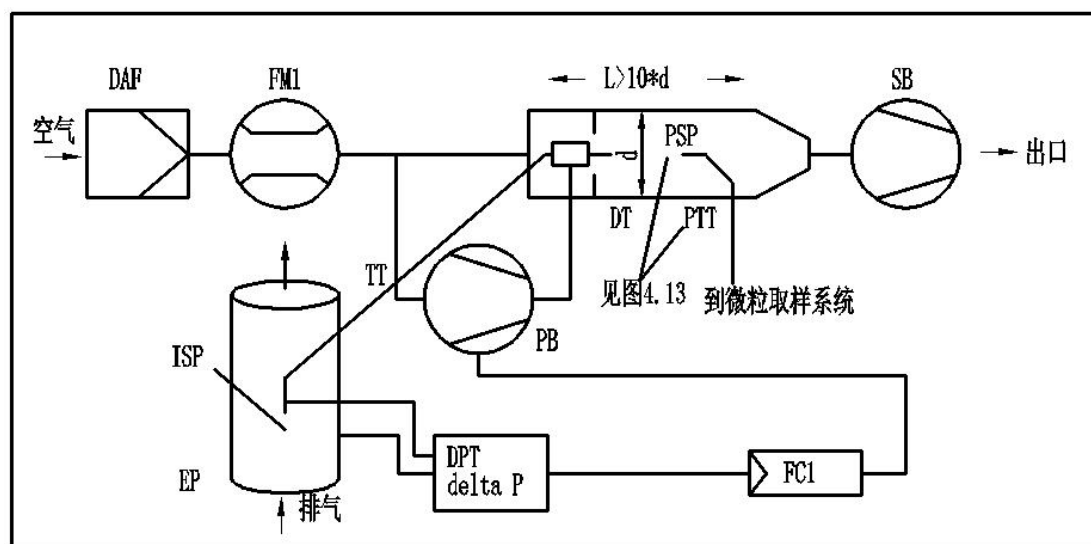 DAF
FM1
L>10*d
SB
空气
d
PSP
出口
DT
PTT
TT
见图4.13
到微粒取样系统
PB
ISP
DPT
delta P
FC1
EP
排气